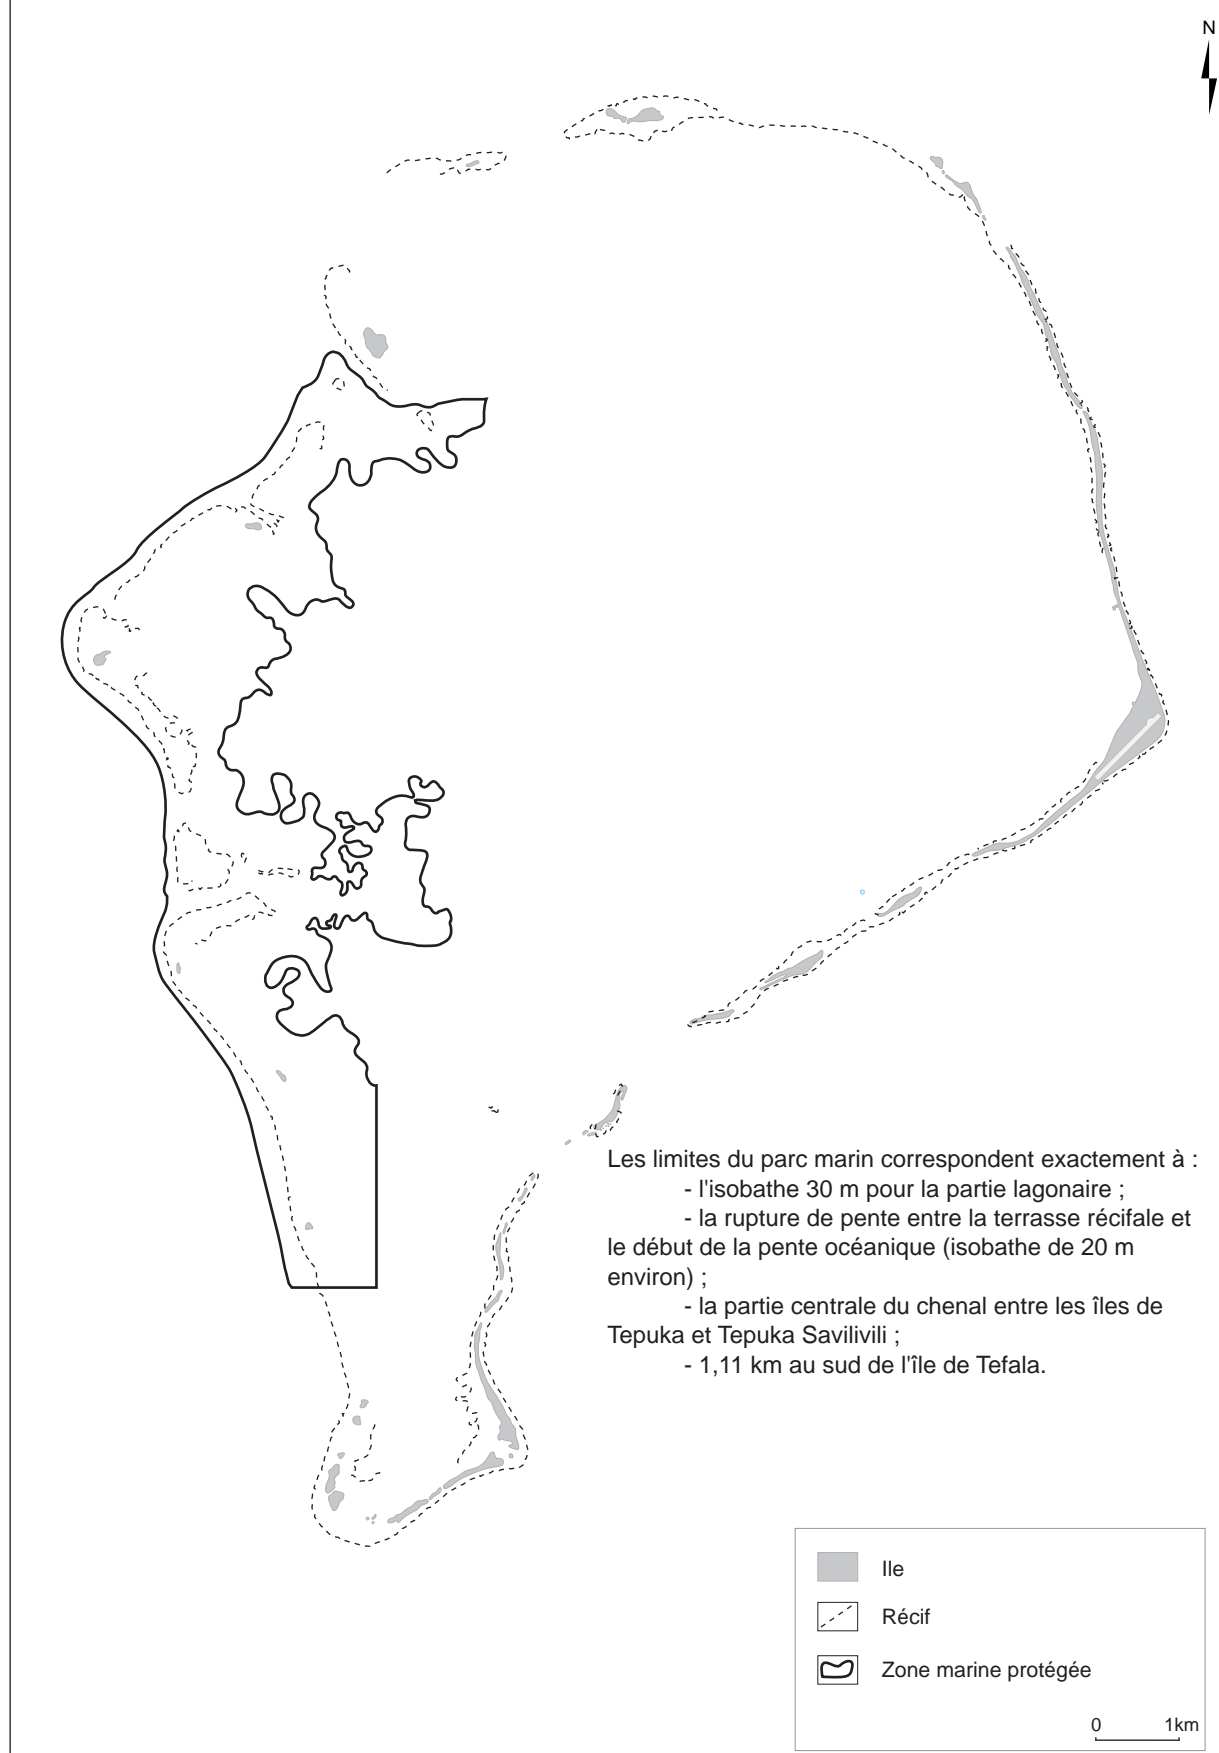 N
Les limites du parc marin correspondent exactement à :
- l'isobathe 30 m pour la partie lagonaire ;
- la rupture de pente entre la terrasse récifale et
le début de la pente océanique (isobathe de 20 m
environ) ;
- la partie centrale du chenal entre les îles de
Tepuka et Tepuka Savilivili ;
- 1,11 km au sud de l'île de Tefala.
Ile
Récif
Zone marine protégée
0 1km